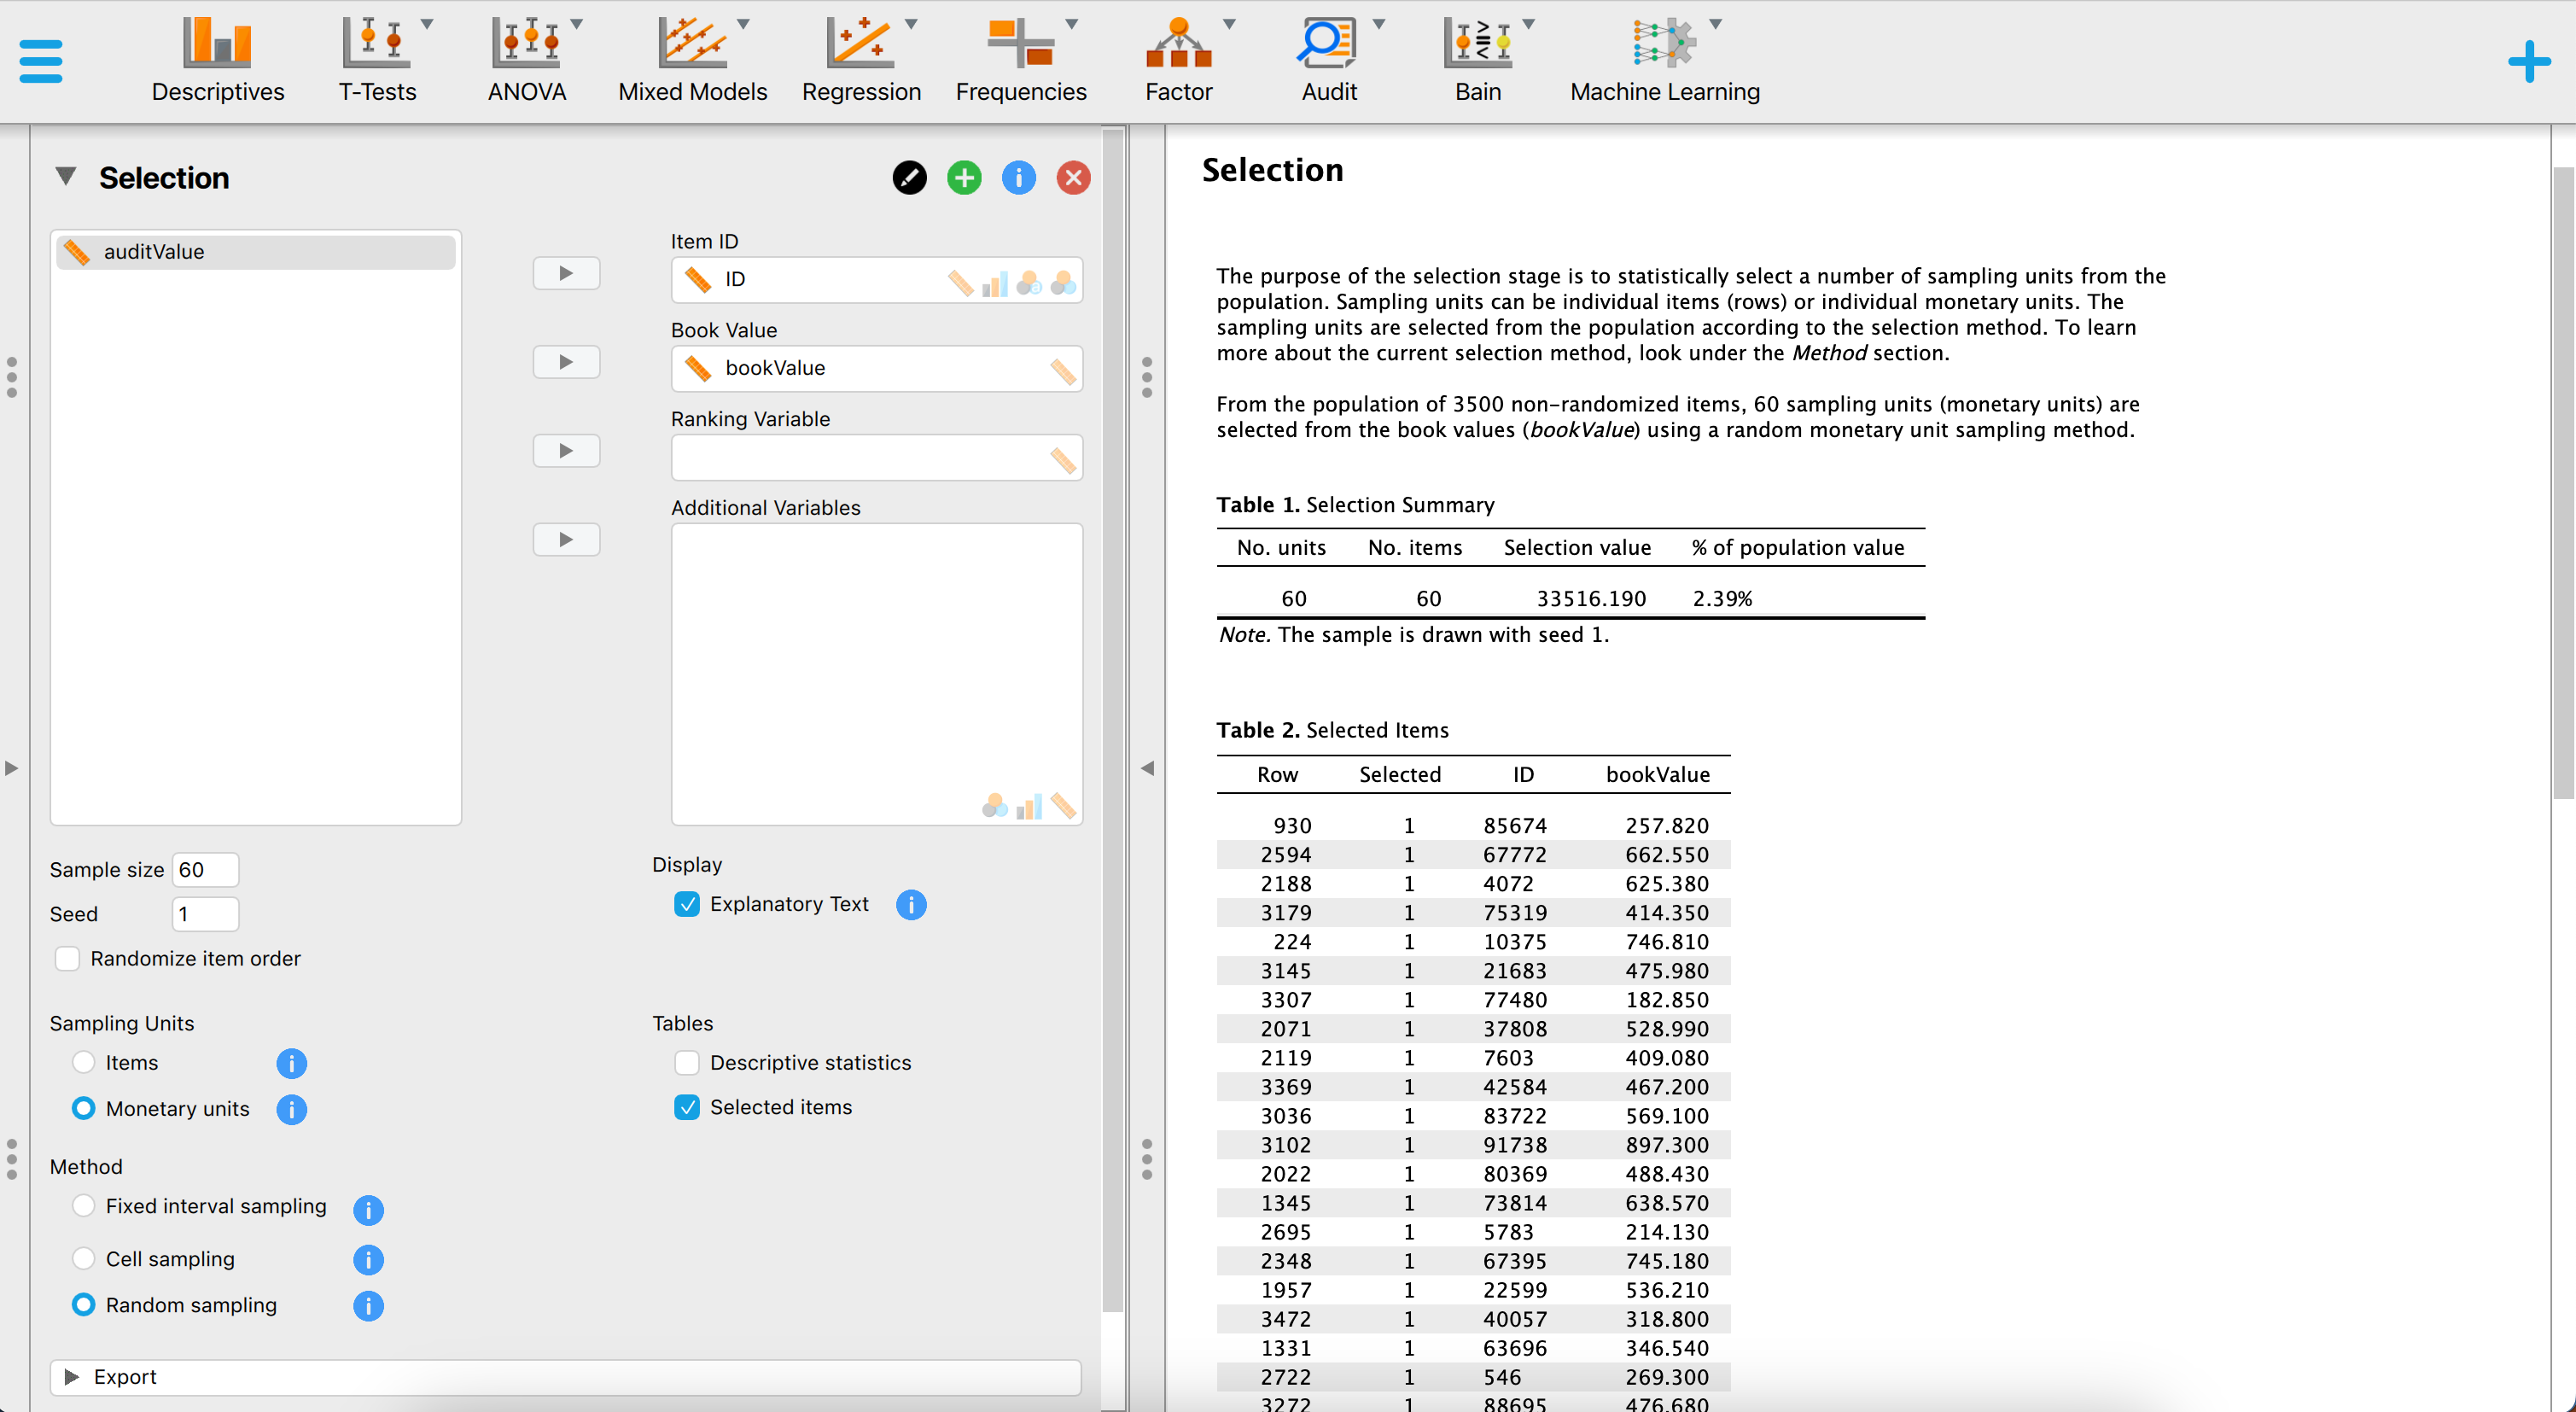 Descriptives
T-Tests
ANOVA
Mixed Models
Regression
Frequencies
Factor
Audit
Bain
Machine Learning
Selection
auditValue
Item ID
ID
Book Value
bookValue
Ranking Variable
Additional Variables
Sample size 60
Seed 1
Randomize item order
Display
Explanatory Text
Sampling Units
Items
Monetary units
Tables
Descriptive statistics
Selected items
Method
Fixed interval sampling
Cell sampling
Random sampling
Export
Selection
The purpose of the selection stage is to statistically select a number of sampling units from the
population. Sampling units can be individual items (rows) or individual monetary units. The
sampling units are selected from the population according to the selection method. To learn
more about the current selection method, look under the Method section.
From the population of 3500 non-randomized items, 60 sampling units (monetary units) are
selected from the book values (bookValue) using a random monetary unit sampling method.
Table 1. Selection Summary
No. units No. items Selection value % of population value
60 60 33516.190 2.39%
Note. The sample is drawn with seed 1.
Table 2. Selected Items
Row Selected ID bookValue
930 1 85674 257.820
2594 1 67772 662.550
2188 1 4072 625.380
3179 1 75319 414.350
224 1 10375 746.810
3145 1 21683 475.980
3307 1 77480 182.850
2071 1 37808 528.990
2119 1 7603 409.080
3369 1 42584 467.200
3036 1 83722 569.100
3102 1 91738 897.300
2022 1 80369 488.430
1345 1 73814 638.570
2695 1 5783 214.130
2348 1 67395 745.180
1957 1 22599 536.210
3472 1 40057 318.800
1331 1 63696 346.540
2722 1 546 269.300
3272 1 88695 476.680